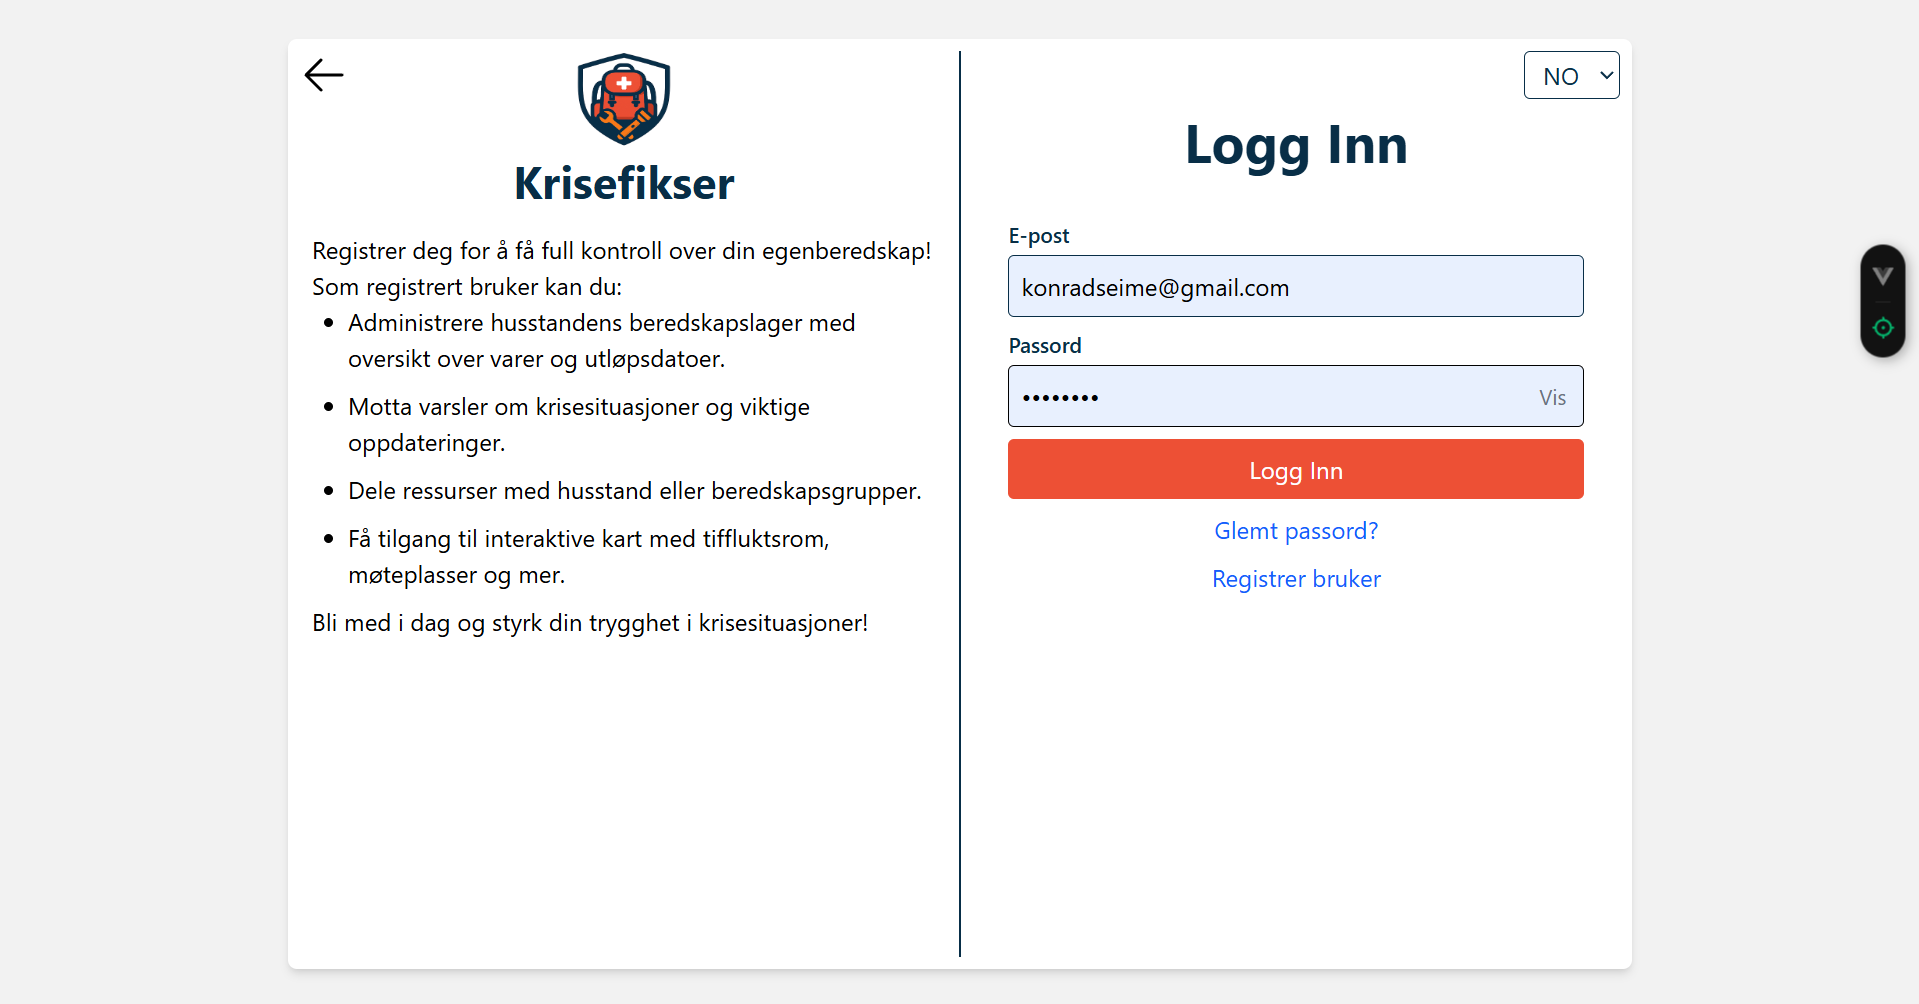 Krisefikser
Registrer deg for å få full kontroll over din egenberedskap!
Som registrert bruker kan du:
• Administrere husstandens beredskapslager med
oversikt over varer og utløpsdatoer.
• Motta varsler om krisesituasjoner og viktige
oppdateringer.
• Dele ressurser med husstand eller beredskapsgrupper.
• Få tilgang til interaktive kart med tiffluktsrom,
møteplasser og mer.
Bli med i dag og styrk din trygghet i krisesituasjoner!
NO
Logg Inn
E-post
konradseime@gmail.com
Passord
••••••••
Vis
Logg Inn
Glemt passord?
Registrer bruker